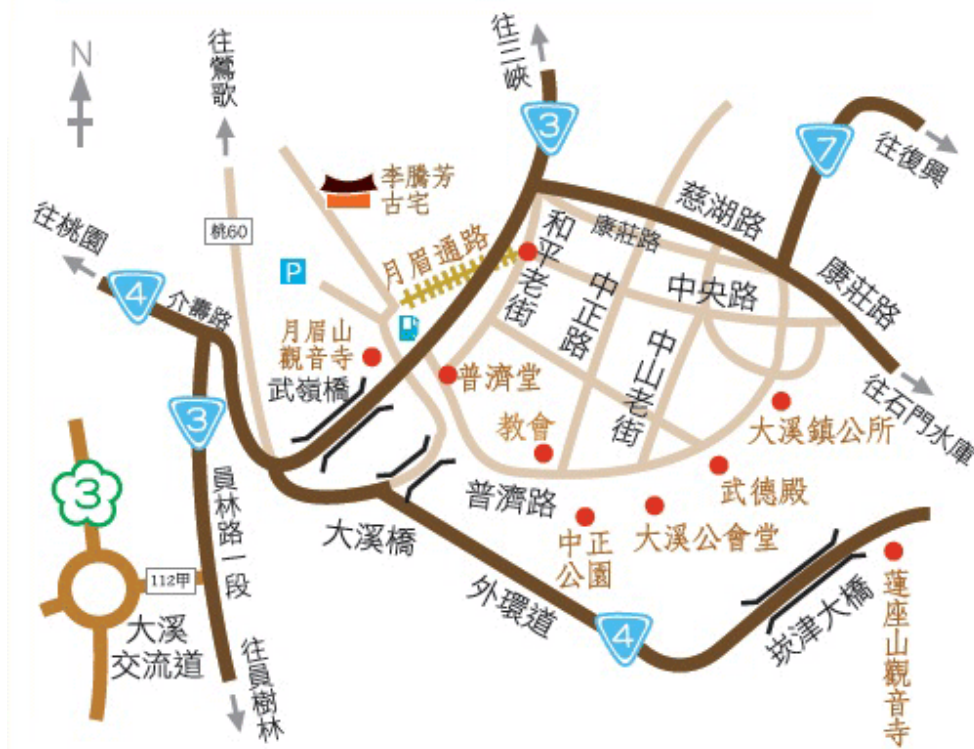 N
往鶯歌
往三峽
3
7
往復興
李騰芳
古宅
桃60
往桃園
4
介壽路
P
月眉通路
和平老街
康莊路
慈湖路
中正路
中央路
康莊路
中山老街
往石門水庫
月眉山
觀音寺
武嶺橋
普濟堂
教會
大溪鎮公所
3
3
員林路一段
大溪橋
普濟路
武德殿
中正
公園
大溪公會堂
112甲
大溪
交流道
外環道
4
崁津大橋
蓮座山觀音寺
往員樹林